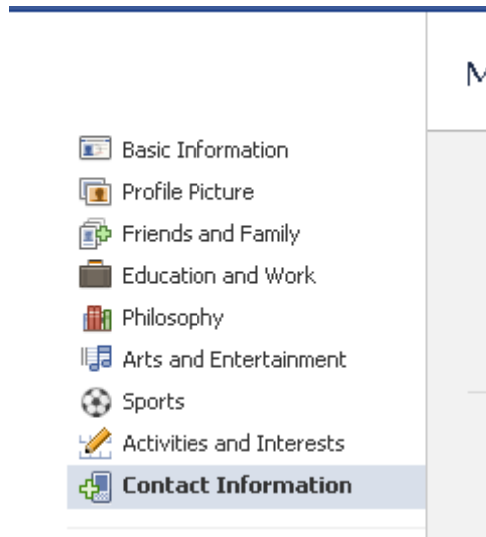 M
Basic Information
Profile Picture
Friends and Family
Education and Work
Philosophy
Arts and Entertainment
Sports
Activities and Interests
Contact Information